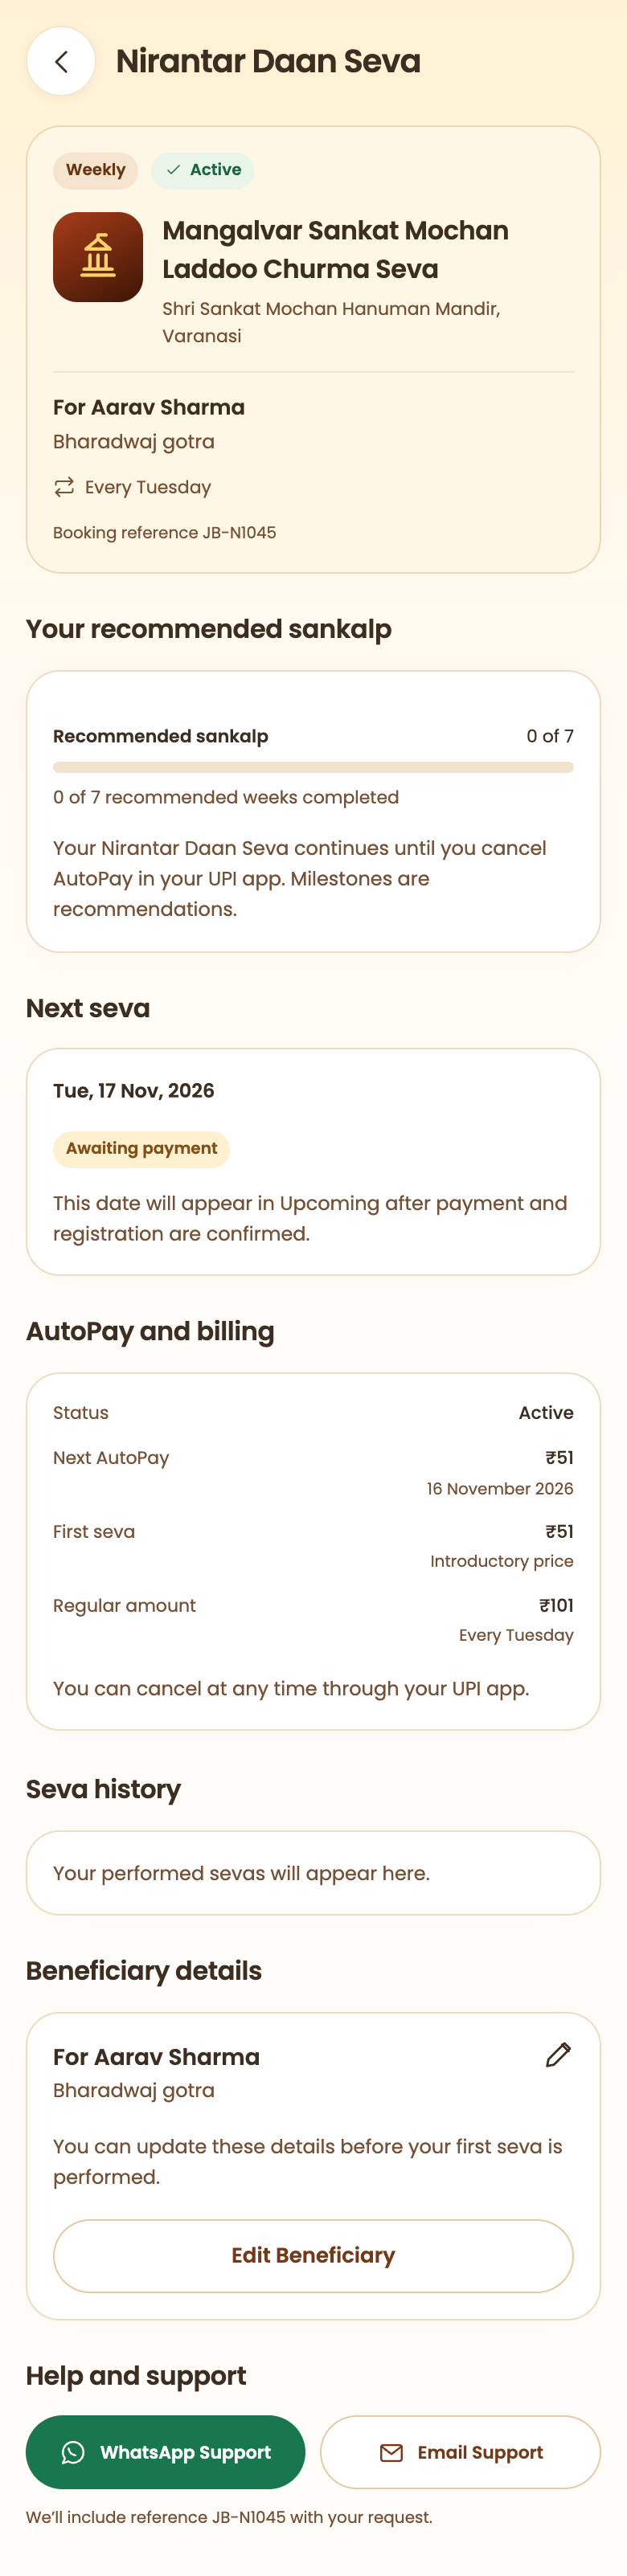 Nirantar Daan Seva
Weekly
Active
Mangalvar Sankat Mochan
Laddoo Churma Seva
Shri Sankat Mochan Hanuman Mandir,
Varanasi
For Aarav Sharma
Bharadwaj gotra
Every Tuesday
Booking reference JB-N1045
Your recommended sankalp
Recommended sankalp 0 of 7
0 of 7 recommended weeks completed
Your Nirantar Daan Seva continues until you cancel
AutoPay in your UPI app. Milestones are
recommendations.
Next seva
Tue, 17 Nov, 2026
Awaiting payment
This date will appear in Upcoming after payment and
registration are confirmed.
AutoPay and billing
Status Active
Next AutoPay ₹51
16 November 2026
First seva ₹51
Introductory price
Regular amount ₹101
Every Tuesday
You can cancel at any time through your UPI app.
Seva history
Your performed sevas will appear here.
Beneficiary details
For Aarav Sharma
Bharadwaj gotra
You can update these details before your first seva is
performed.
Edit Beneficiary
Help and support
WhatsApp Support
Email Support
We’ll include reference JB-N1045 with your request.